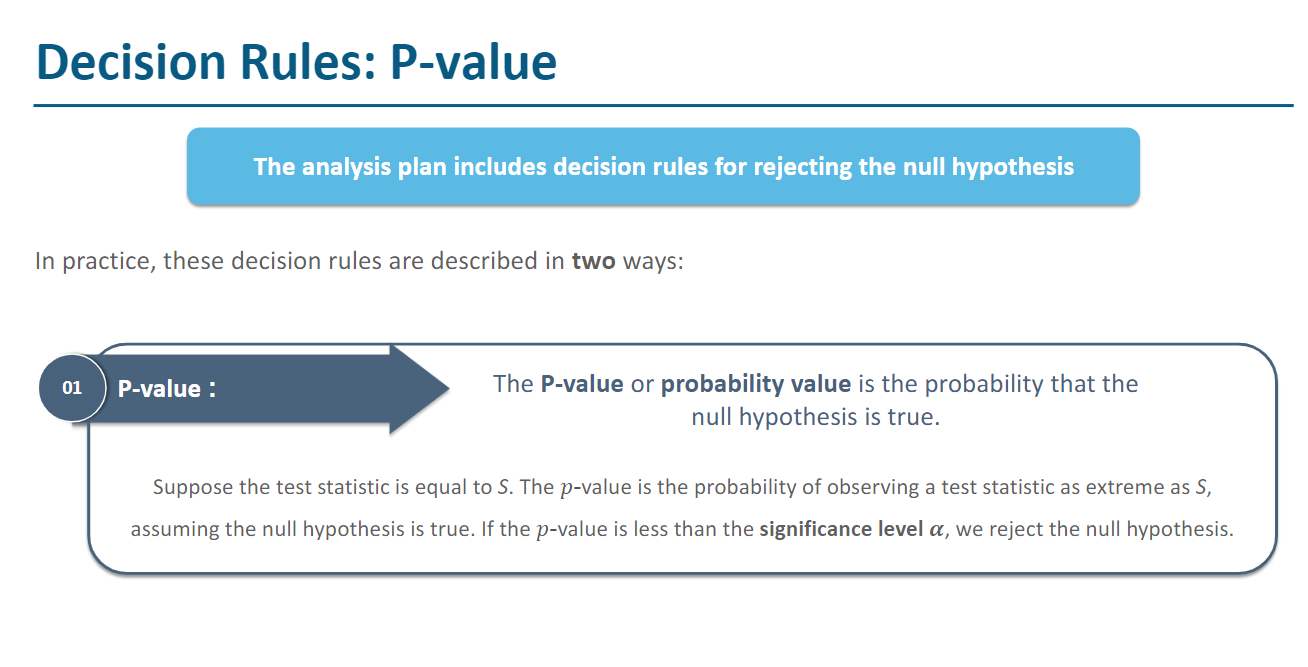 Decision Rules: P-value
The analysis plan includes decision rules for rejecting the null hypothesis
In practice, these decision rules are described in two ways:
01
P-value :
The P-value or probability value is the probability that the
null hypothesis is true.
Suppose the test statistic is equal to S. The p-value is the probability of observing a test statistic as extreme as S,
assuming the null hypothesis is true. If the p-value is less than the significance level α, we reject the null hypothesis.